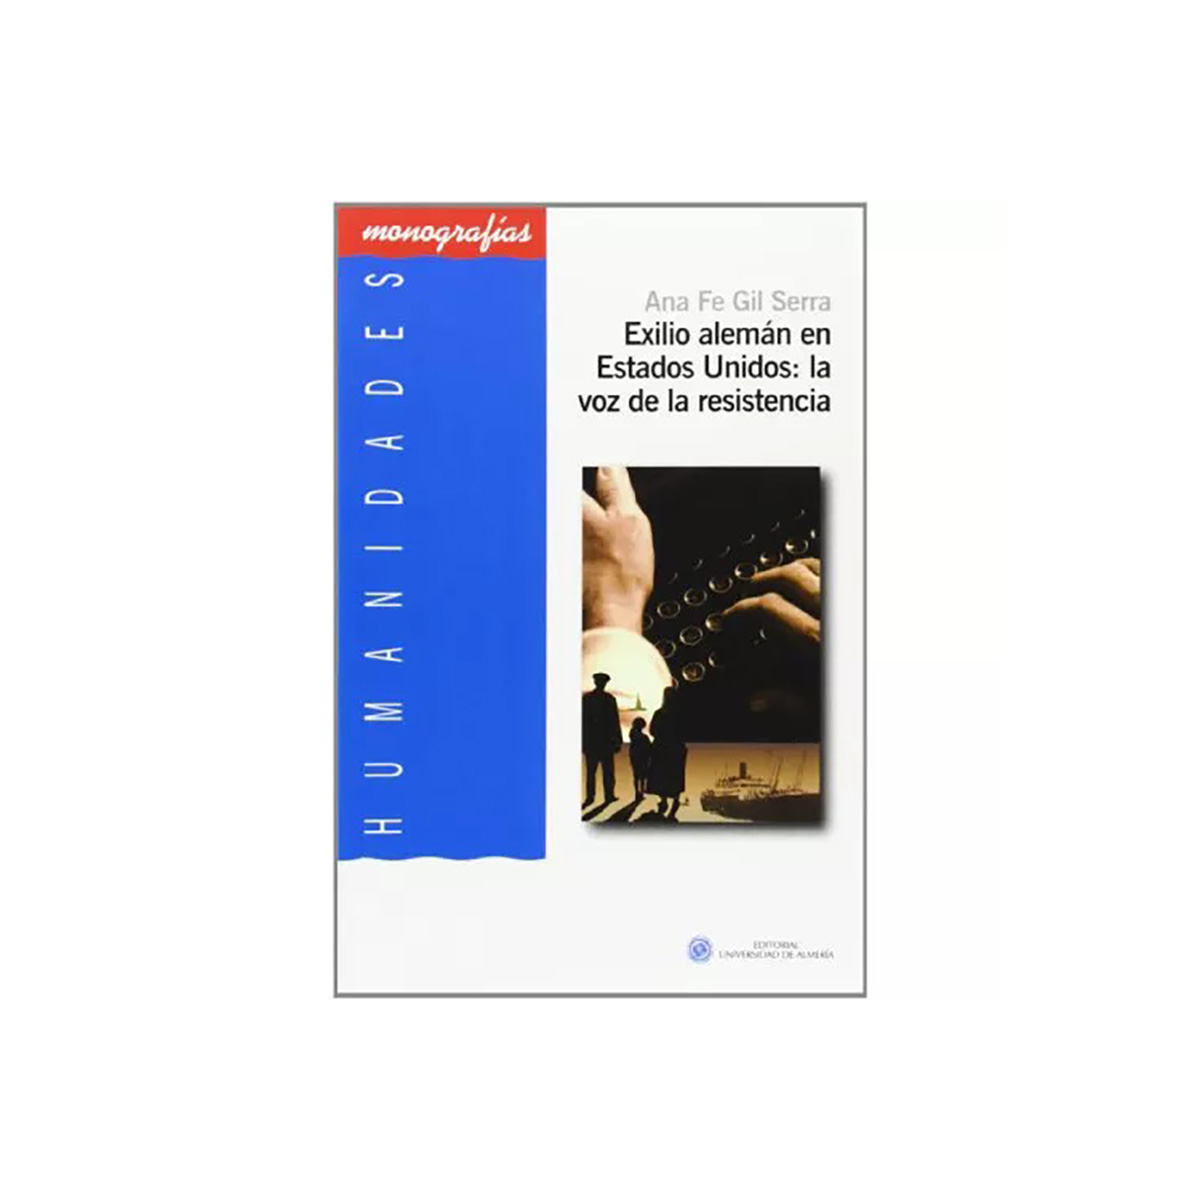 monografías
HUMANIDADES
Ana Fe Gil Serra
Exilio alemán en
Estados Unidos: la
voz de la resistencia
EDITORIAL
UNIVERSIDAD DE ALMERÍA